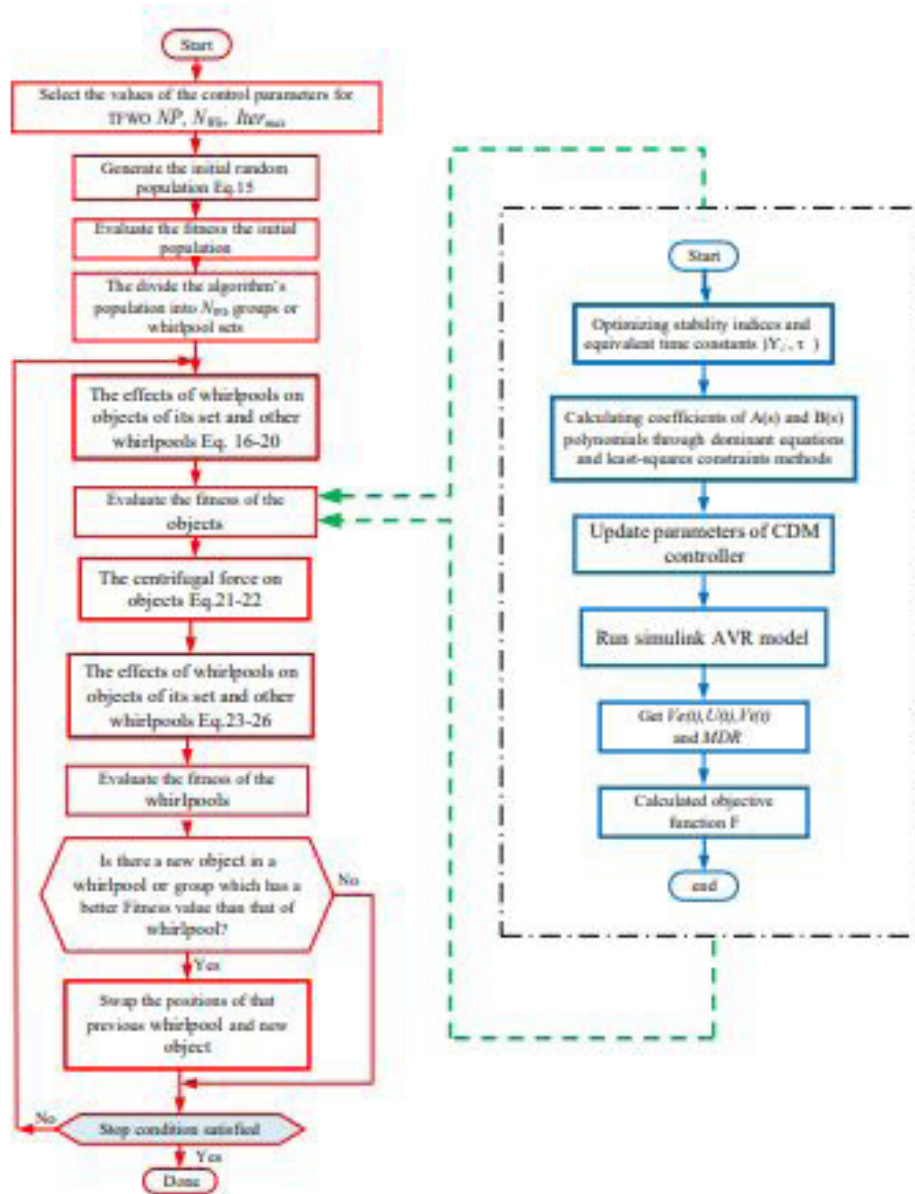 Start
Select the values of the control parameters for
TFWO NP, N_Wh, Iter_max
Generate the initial random
population Eq.15
Evaluate the fitness the initial
population
The divide the algorithm's
population into N_Wh groups or
whirlpool sets
The effects of whirlpools on
objects of its set and other
whirlpools Eq. 16-20
Evaluate the fitness of the
objects
The centrifugal force on
objects Eq.21-22
The effects of whirlpools on
objects of its set and other
whirlpools Eq.23-26
Evaluate the fitness of the
whirlpools
Is there a new object in a
whirlpool or group which has a
better Fitness value than that of
whirlpool?
No
Yes
Swap the positions of that
previous whirlpool and new
object
No
Stop condition satisfied
Yes
Done
Start
Optimizing stability indices and
equivalent time constants
Calculating coefficients of A(s) and B(s)
polynomials through dominant equations
and least-squares constraints methods
Update parameters of CDM
controller
Run simulink AVR model
Get Ve(t), U(t), Vt(t)
and MDR
Calculated objective
function F
end